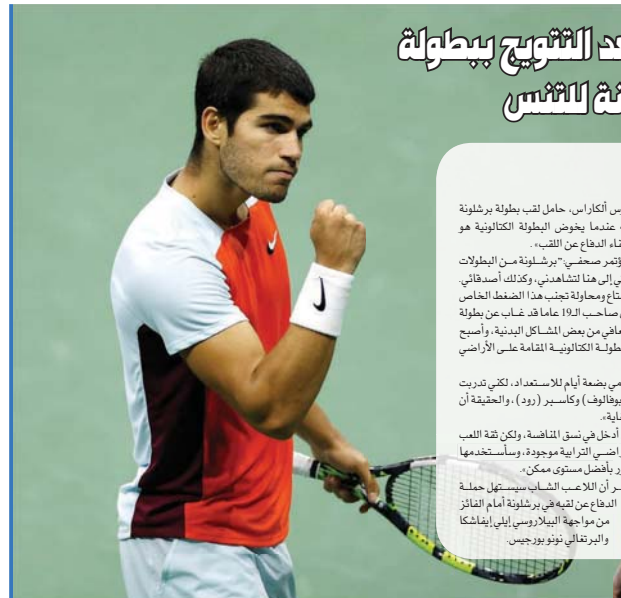 عد التتويج ببطولة
نة للتنس
س ألكاراس، حامل لقب بطولة برشلونة
عندما يخوض البطولة الكتالونية هو
ناء الدفاع عن اللقب».
ؤتمر صحفي: "برشلونة من البطولات
ي إلى هنا لتشاهدني، وكذلك أصدقائي.
تاع ومحاولة تجنب هذا الضغط الخاص
صاحب الـ19 عاما قد غاب عن بطولة
عافي من بعض المشاكل البدنية، وأصبح
طولة الكتالونية المقامة على الأراضي
مي بضعة أيام للاستعداد، لكني تدربت
بوفالوف) وكاسبر (رود)، والحقيقة أن
اية».
أدخل في نسق المنافسة، ولكن ثقة اللعب
راضي الترابية موجودة، وسأستخدمها
ور بأفضل مستوى ممكن».
ر أن اللاعب الشاب سيستهل حملة
الدفاع عن لقبه في برشلونة أمام الفائز
من مواجهة البيلاروسي إيلي إيفاشكا
والبرتغالي نونو بورجيس.